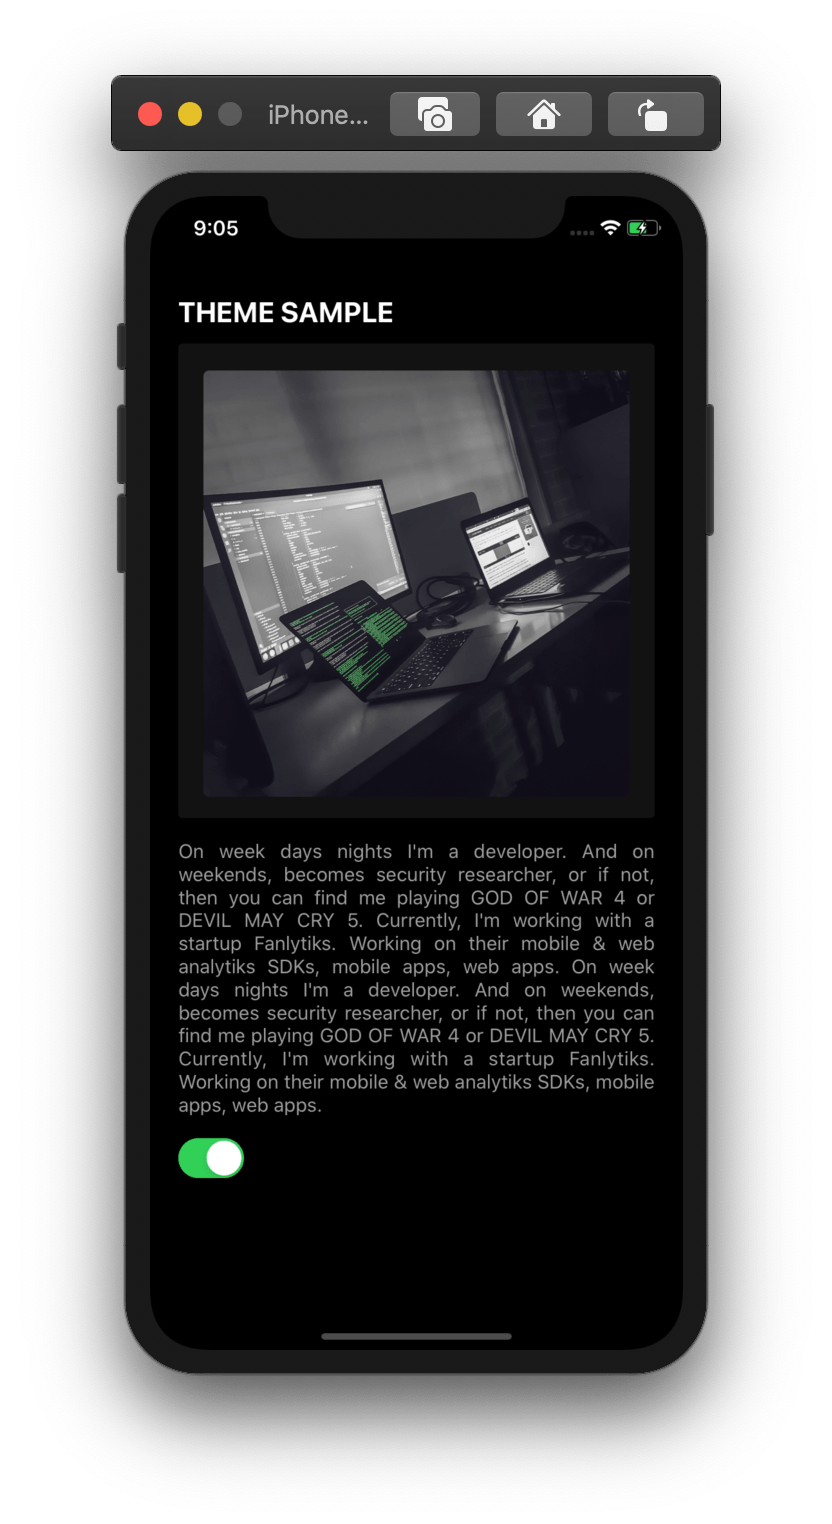 iPhone...
9:05
THEME SAMPLE
On week days nights I'm a developer. And on
weekends, becomes security researcher, or if not,
then you can find me playing GOD OF WAR 4 or
DEVIL MAY CRY 5. Currently, I'm working with a
startup Fanlytiks. Working on their mobile & web
analytiks SDKs, mobile apps, web apps. On week
days nights I'm a developer. And on weekends,
becomes security researcher, or if not, then you can
find me playing GOD OF WAR 4 or DEVIL MAY CRY 5.
Currently, I'm working with a startup Fanlytiks.
Working on their mobile & web analytiks SDKs, mobile
apps, web apps.